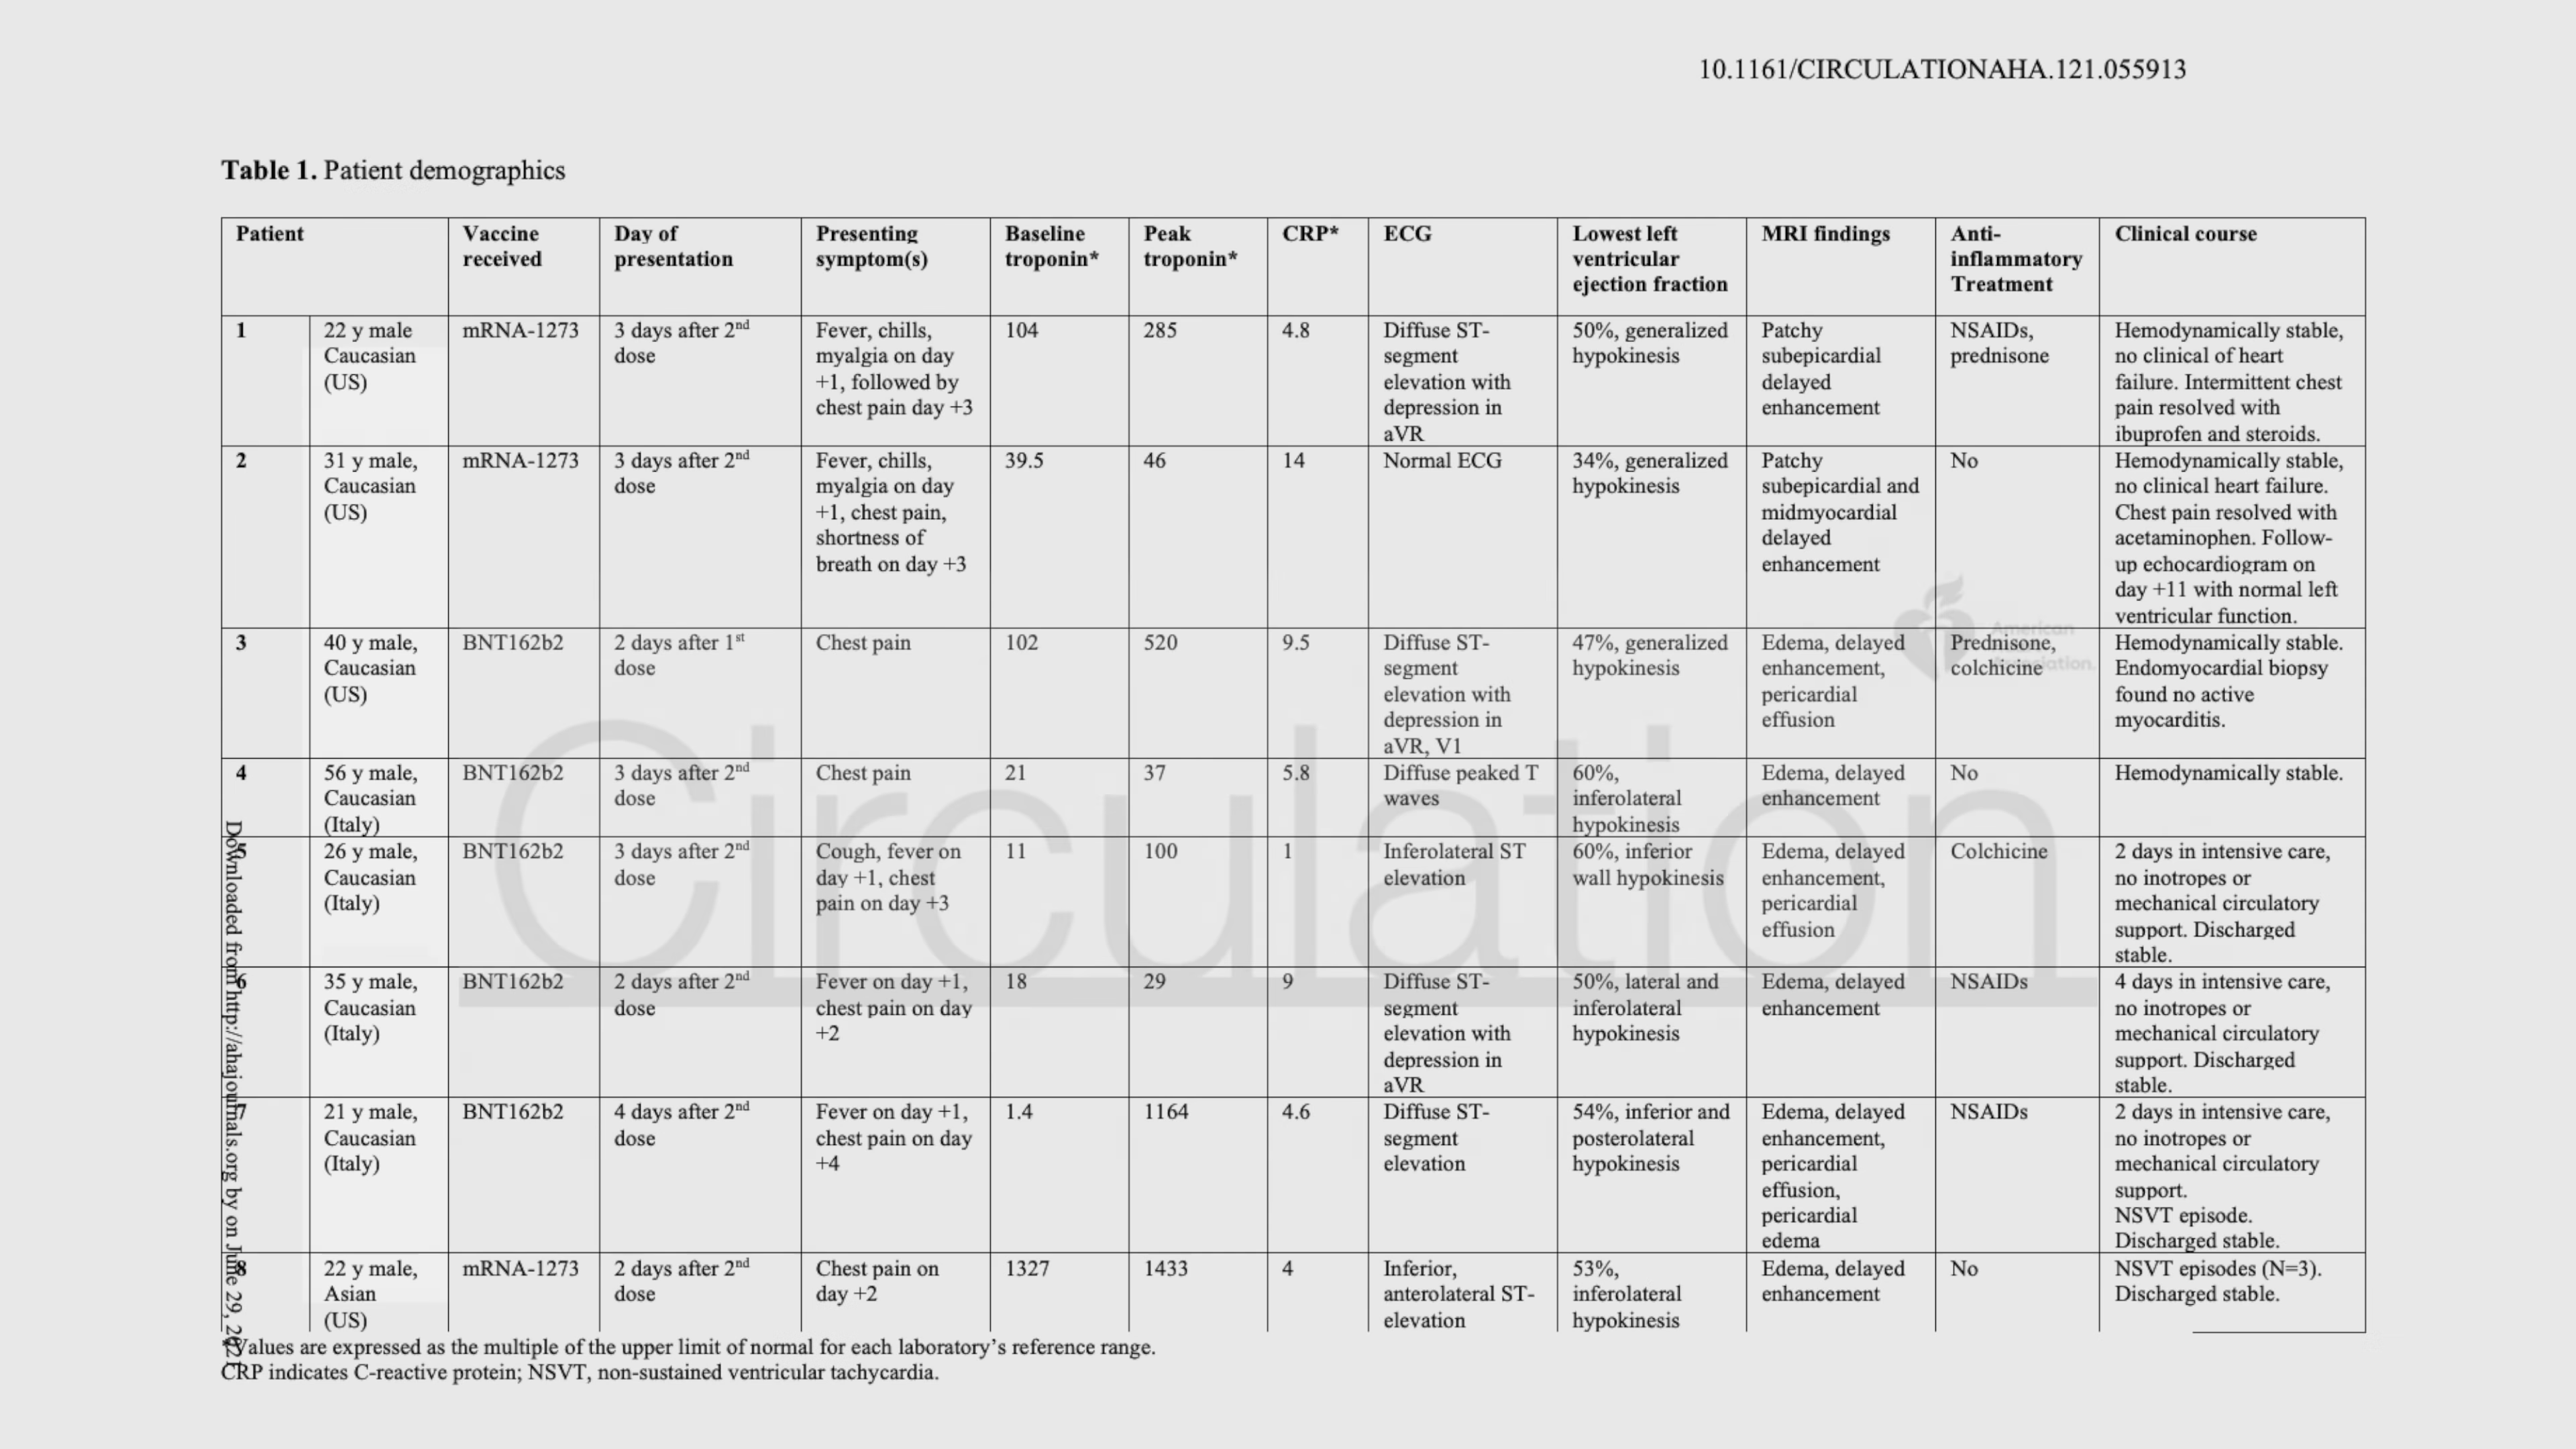 10.1161/CIRCULATIONAHA.121.055913
Table 1. Patient demographics
Patient
Vaccine
received
Day of
presentation
Presenting
symptom(s)
Baseline
troponin*
Peak
troponin*
CRP*
ECG
Lowest left
ventricular
ejection fraction
MRI findings
Anti-
inflammatory
Treatment
Clinical course
1
22 y male
Caucasian
(US)
mRNA-1273
3 days after 2nd
dose
Fever, chills,
myalgia on day
+1, followed by
chest pain day +3
104
285
4.8
Diffuse ST-
segment
elevation with
depression in
aVR
50%, generalized
hypokinesis
Patchy
subepicardial
delayed
enhancement
NSAIDs,
prednisone
Hemodynamically stable,
no clinical of heart
failure. Intermittent chest
pain resolved with
ibuprofen and steroids.
2
31 y male,
Caucasian
(US)
mRNA-1273
3 days after 2nd
dose
Fever, chills,
myalgia on day
+1, chest pain,
shortness of
breath on day +3
39.5
46
14
Normal ECG
34%, generalized
hypokinesis
Patchy
subepicardial and
midmyocardial
delayed
enhancement
No
Hemodynamically stable,
no clinical heart failure.
Chest pain resolved with
acetaminophen. Follow-
up echocardiogram on
day +11 with normal left
ventricular function.
3
40 y male,
Caucasian
(US)
BNT162b2
2 days after 1st
dose
Chest pain
102
520
9.5
Diffuse ST-
segment
elevation with
depression in
aVR, V1
47%, generalized
hypokinesis
Edema, delayed
enhancement,
pericardial
effusion
Prednisone,
colchicine
Hemodynamically stable.
Endomyocardial biopsy
found no active
myocarditis.
4
56 y male,
Caucasian
(Italy)
BNT162b2
3 days after 2nd
dose
Chest pain
21
37
5.8
Diffuse peaked T
waves
60%,
inferolateral
hypokinesis
Edema, delayed
enhancement
No
Hemodynamically stable.
5
26 y male,
Caucasian
(Italy)
BNT162b2
3 days after 2nd
dose
Cough, fever on
day +1, chest
pain on day +3
11
100
1
Inferolateral ST
elevation
60%, inferior
wall hypokinesis
Edema, delayed
enhancement,
pericardial
effusion
Colchicine
2 days in intensive care,
no inotropes or
mechanical circulatory
support. Discharged
stable.
6
35 y male,
Caucasian
(Italy)
BNT162b2
2 days after 2nd
dose
Fever on day +1,
chest pain on day
+2
18
29
9
Diffuse ST-
segment
elevation with
depression in
aVR
50%, lateral and
inferolateral
hypokinesis
Edema, delayed
enhancement
NSAIDs
4 days in intensive care,
no inotropes or
mechanical circulatory
support. Discharged
stable.
7
21 y male,
Caucasian
(Italy)
BNT162b2
4 days after 2nd
dose
Fever on day +1,
chest pain on day
+4
1.4
1164
4.6
Diffuse ST-
segment
elevation
54%, inferior and
posterolateral
hypokinesis
Edema, delayed
enhancement,
pericardial
effusion,
pericardial
edema
NSAIDs
2 days in intensive care,
no inotropes or
mechanical circulatory
support.
NSVT episode.
Discharged stable.
8
22 y male,
Asian
(US)
mRNA-1273
2 days after 2nd
dose
Chest pain on
day +2
1327
1433
4
Inferior,
anterolateral ST-
elevation
53%,
inferolateral
hypokinesis
Edema, delayed
enhancement
No
NSVT episodes (N=3).
Discharged stable.
*Values are expressed as the multiple of the upper limit of normal for each laboratory's reference range.
CRP indicates C-reactive protein; NSVT, non-sustained ventricular tachycardia.
Downloaded from http://ahajournals.org by on June 29, 2021
Circulation
American